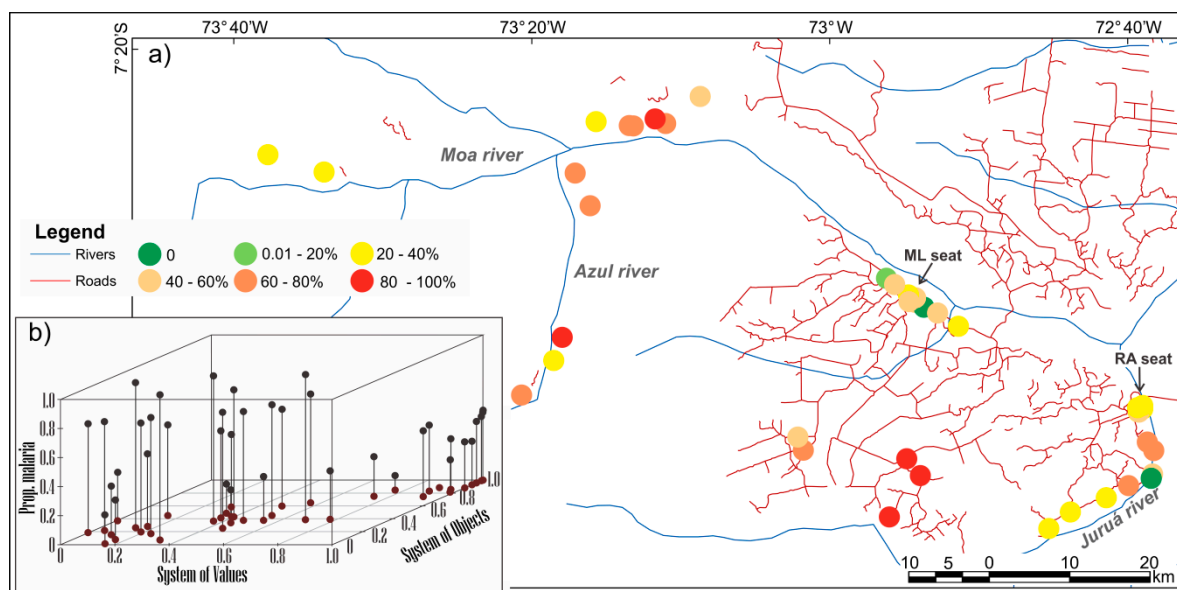 73°40'W 73°20'W 73°W 72°40'W
7°20'S
a)
Moa river
Legend
Rivers 0 0.01 - 20% 20 - 40%
Roads 40 - 60% 60 - 80% 80 - 100%
Azul river
ML seat
RA seat
Juruá river
10 5 0 10 20
km
b)
Prop. malaria
1.0
0.8
0.6
0.4
0.2
0
0 0.2 0.4 0.6 0.8 1.0
System of Values
0 0.2 0.4 0.6 0.8 1.0
System of Objects